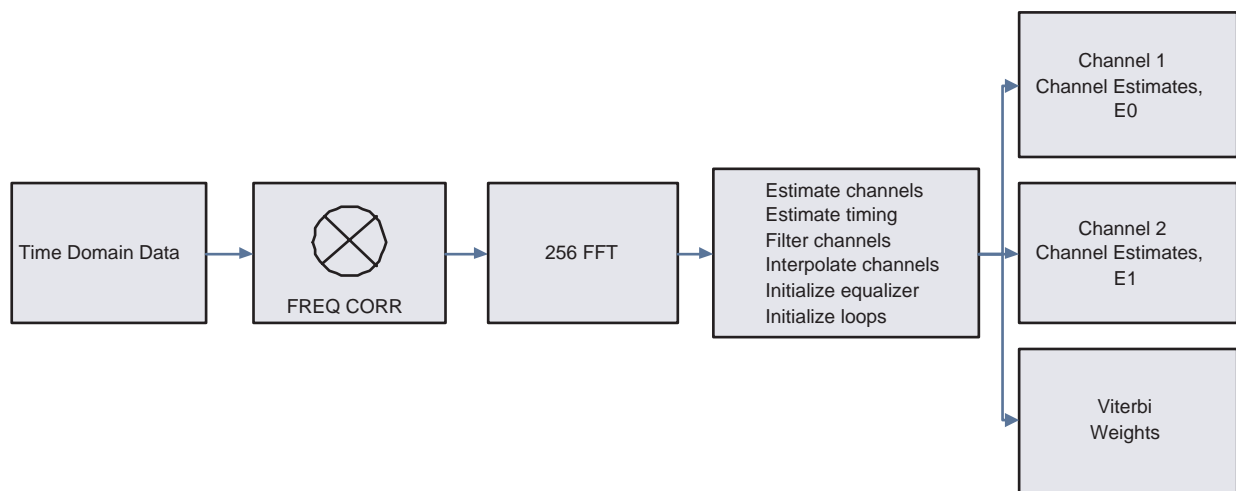 Time Domain Data
FREQ CORR
256 FFT
Estimate channels
Estimate timing
Filter channels
Interpolate channels
Initialize equalizer
Initialize loops
Channel 1
Channel Estimates,
E0
Channel 2
Channel Estimates,
E1
Viterbi
Weights